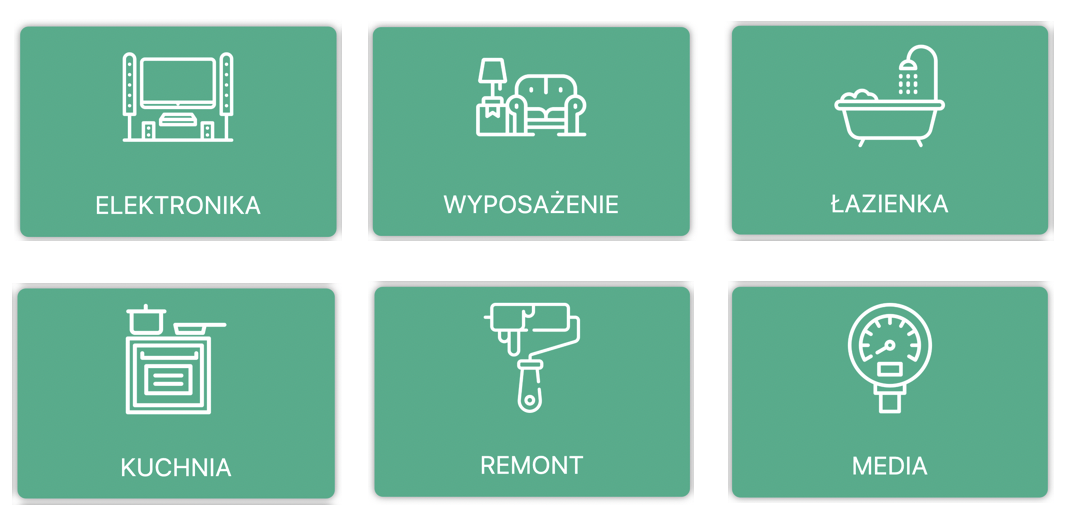 ELEKTRONIKA
WYPOSAŻENIE
ŁAZIENKA
KUCHNIA
REMONT
MEDIA